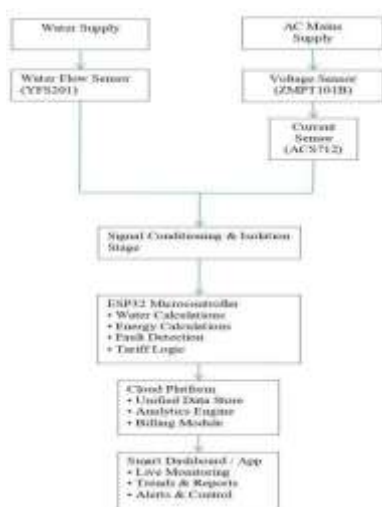 Water Supply
AC Mains
Supply
Water Flow Sensor
(YFS201)
Voltage Sensor
(ZMPT101B)
Current
Sensor
(ACS712)
Signal Conditioning & Isolation
Stage
ESP32 Microcontroller
• Water Calculations
• Energy Calculations
• Fault Detection
• Tariff Logic
Cloud Platform
• Unified Data Store
• Analytics Engine
• Billing Module
Smart Dashboard / App
• Live Monitoring
• Trends & Reports
• Alerts & Control